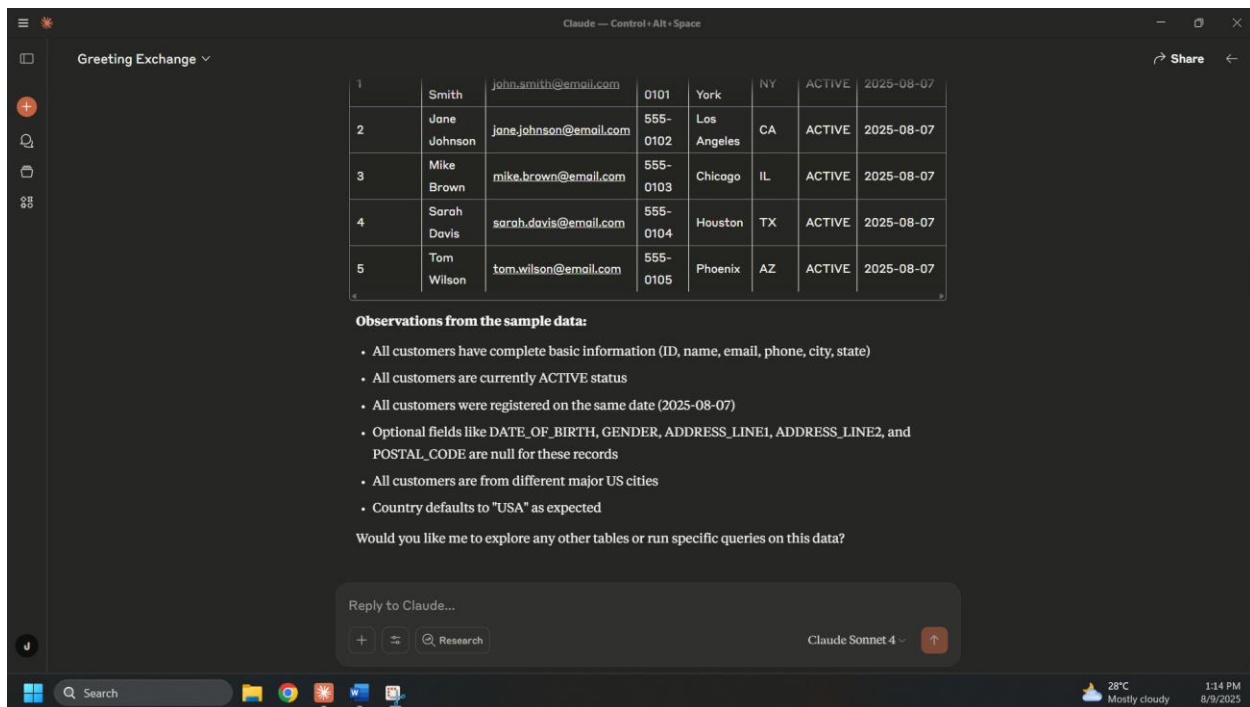 Claude — Control+Alt+Space
Greeting Exchange
Share
1 Smith john.smith@email.com 0101 York NY ACTIVE 2025-08-07
2 Jane Johnson jane.johnson@email.com 555-0102 Los Angeles CA ACTIVE 2025-08-07
3 Mike Brown mike.brown@email.com 555-0103 Chicago IL ACTIVE 2025-08-07
4 Sarah Davis sarah.davis@email.com 555-0104 Houston TX ACTIVE 2025-08-07
5 Tom Wilson tom.wilson@email.com 555-0105 Phoenix AZ ACTIVE 2025-08-07
Observations from the sample data:
• All customers have complete basic information (ID, name, email, phone, city, state)
• All customers are currently ACTIVE status
• All customers were registered on the same date (2025-08-07)
• Optional fields like DATE_OF_BIRTH, GENDER, ADDRESS_LINE1, ADDRESS_LINE2, and
POSTAL_CODE are null for these records
• All customers are from different major US cities
• Country defaults to "USA" as expected
Would you like me to explore any other tables or run specific queries on this data?
Reply to Claude...
Research
Claude Sonnet 4
J
Search
W
28°C
Mostly cloudy
1:14 PM
8/9/2025